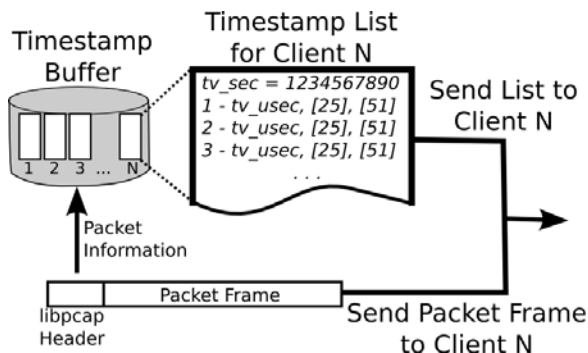 Timestamp
Buffer
1 2 3 ... N
Timestamp List
for Client N
tv_sec = 1234567890
1 - tv_usec, [25], [51]
2 - tv_usec, [25], [51]
3 - tv_usec, [25], [51]
. . .
Send List to
Client N
Packet
Information
Packet Frame
libpcap
Header
Send Packet Frame
to Client N